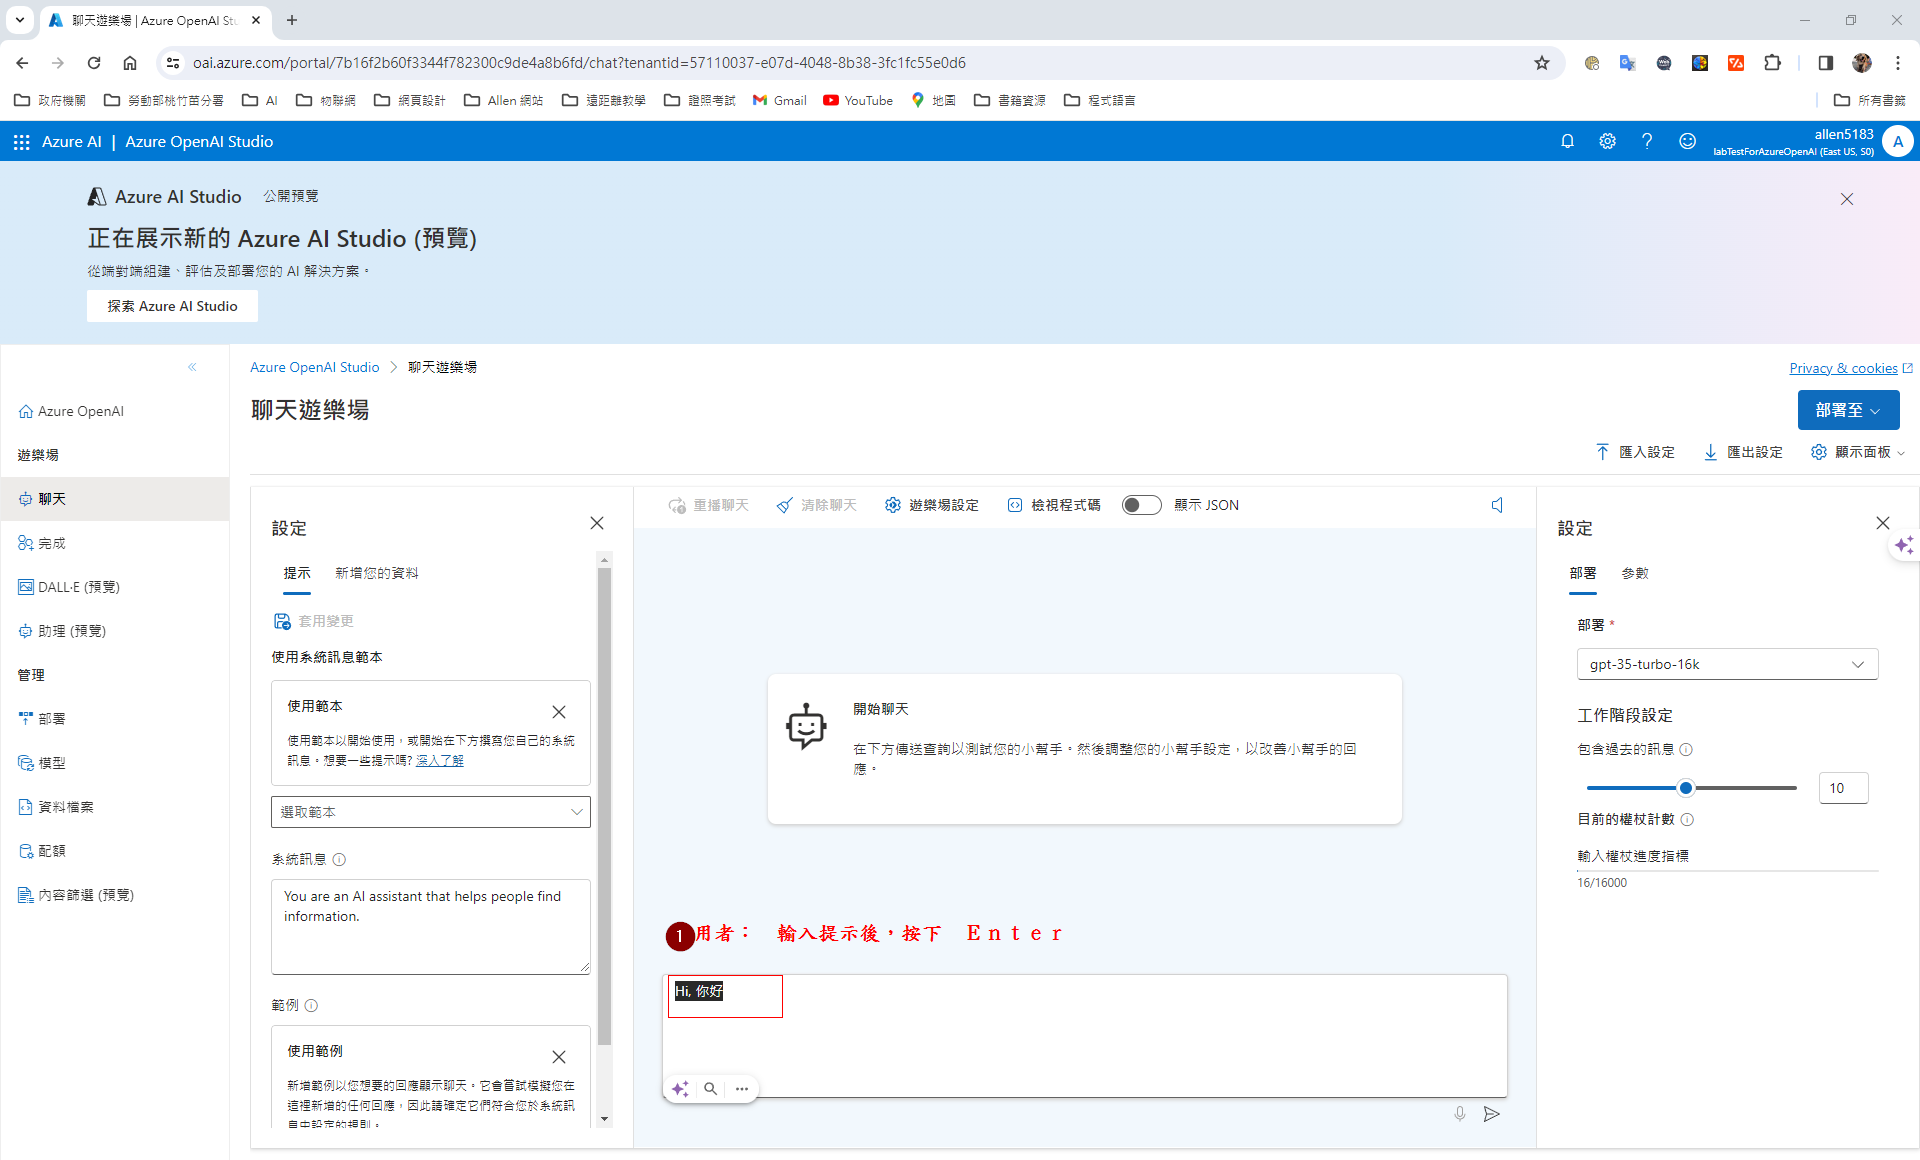 聊天遊樂場 | Azure OpenAI Stu
oai.azure.com/portal/7b16f2b60f3344f782300c9de4a8b6fd/chat?tenantid=57110037-e07d-4048-8b38-3fc1fc55e0d6
政府機關 勞動部桃竹苗分署 AI 物聯網 網頁設計 Allen 網站 遠距離教學 證照考試 Gmail YouTube 地圖 書籍資源 程式語言 所有書籤
Azure AI | Azure OpenAI Studio
allen5183
labTestForAzureOpenAI (East US, S0)
A
Azure AI Studio 公開預覽
正在展示新的 Azure AI Studio (預覽)
從端對端組建、評估及部署您的 AI 解決方案。
探索 Azure AI Studio
Azure OpenAI Studio > 聊天遊樂場
Privacy & cookies
聊天遊樂場
部署至
匯入設定 匯出設定 顯示面板
Azure OpenAI
遊樂場
聊天
完成
DALL·E (預覽)
助理 (預覽)
管理
部署
模型
資料檔案
配額
內容篩選 (預覽)
設定
提示 新增您的資料
套用變更
使用系統訊息範本
使用範本
使用範本以開始使用，或開始在下方撰寫您自己的系統
訊息。想要一些提示嗎? 深入了解
選取範本
系統訊息
You are an AI assistant that helps people find
information.
範例
使用範例
新增範例以您想要的回應顯示聊天。它會嘗試模擬您在
這裡新增的任何回應，因此請確定它們符合您於系統訊
息中設定的規則。
重播聊天 清除聊天 遊樂場設定 檢視程式碼 顯示 JSON
開始聊天
在下方傳送查詢以測試您的小幫手。然後調整您的小幫手設定，以改善小幫手的回
應。
1 用者： 輸入提示後，按下 Ｅｎｔｅｒ
Hi, 你好
設定
部署 參數
部署 *
gpt-35-turbo-16k
工作階段設定
包含過去的訊息
10
目前的權杖計數
輸入權杖進度指標
16/16000